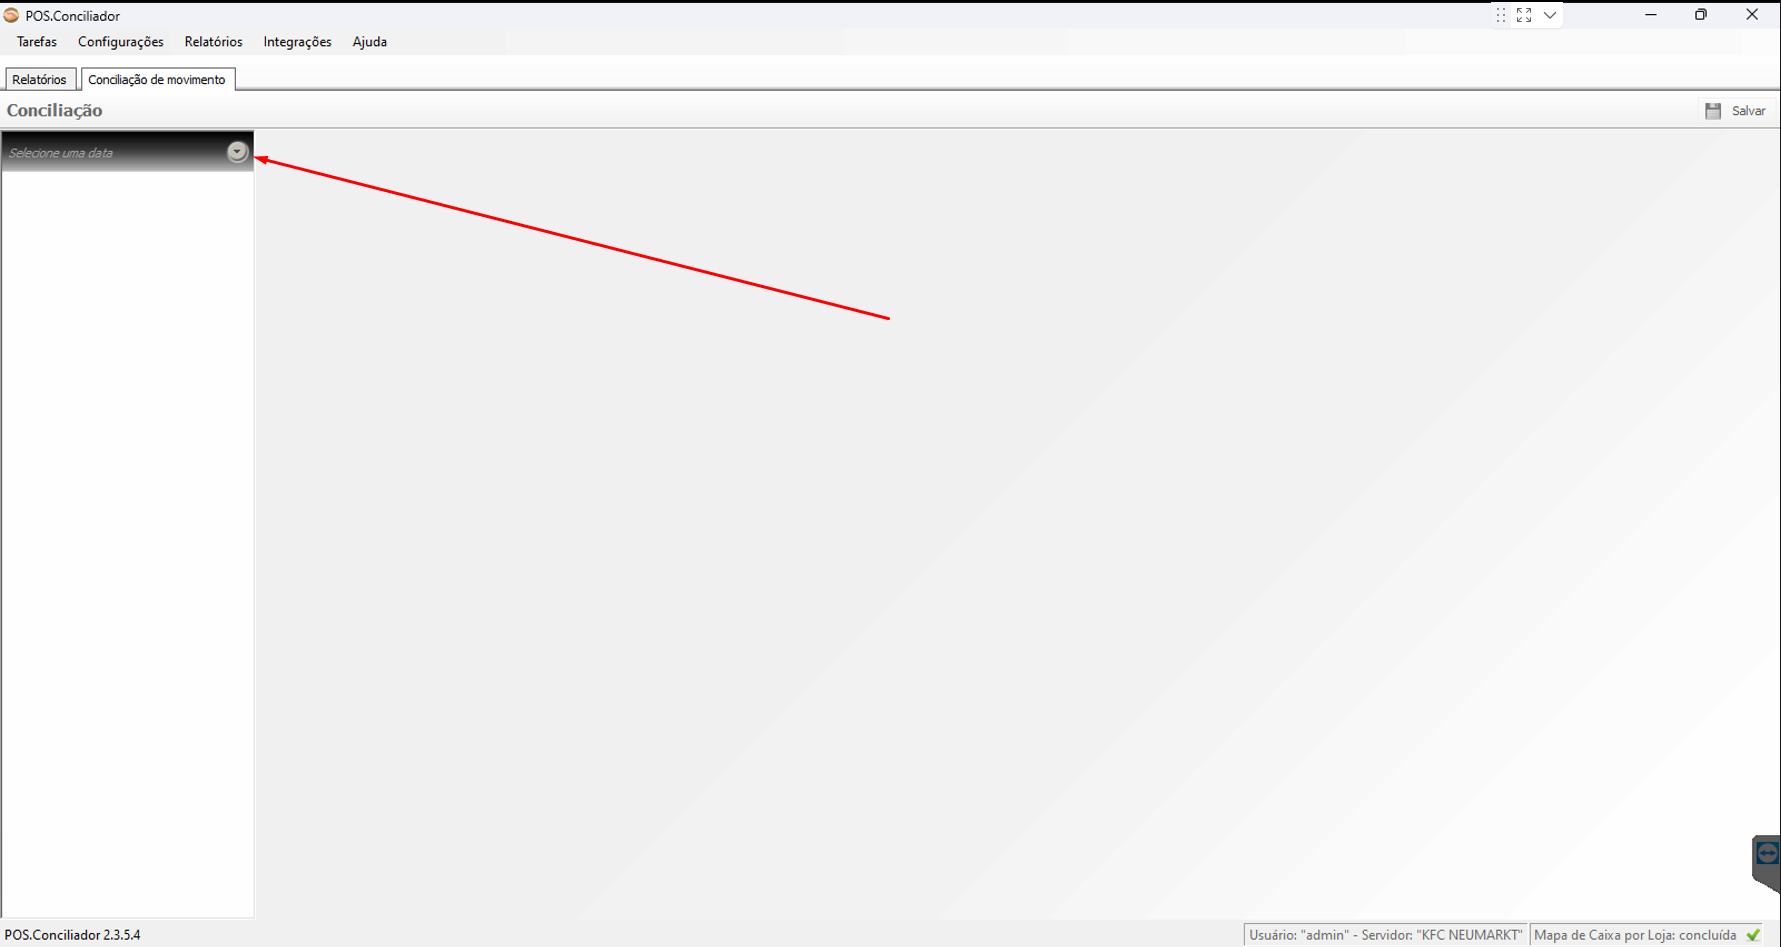 POS.Conciliador
Tarefas Configurações Relatórios Integrações Ajuda
Relatórios Conciliação de movimento
Conciliação
Salvar
Selecione uma data
POS.Conciliador 2.3.5.4
Usuário: "admin" - Servidor: "KFC NEUMARKT" Mapa de Caixa por Loja: concluída